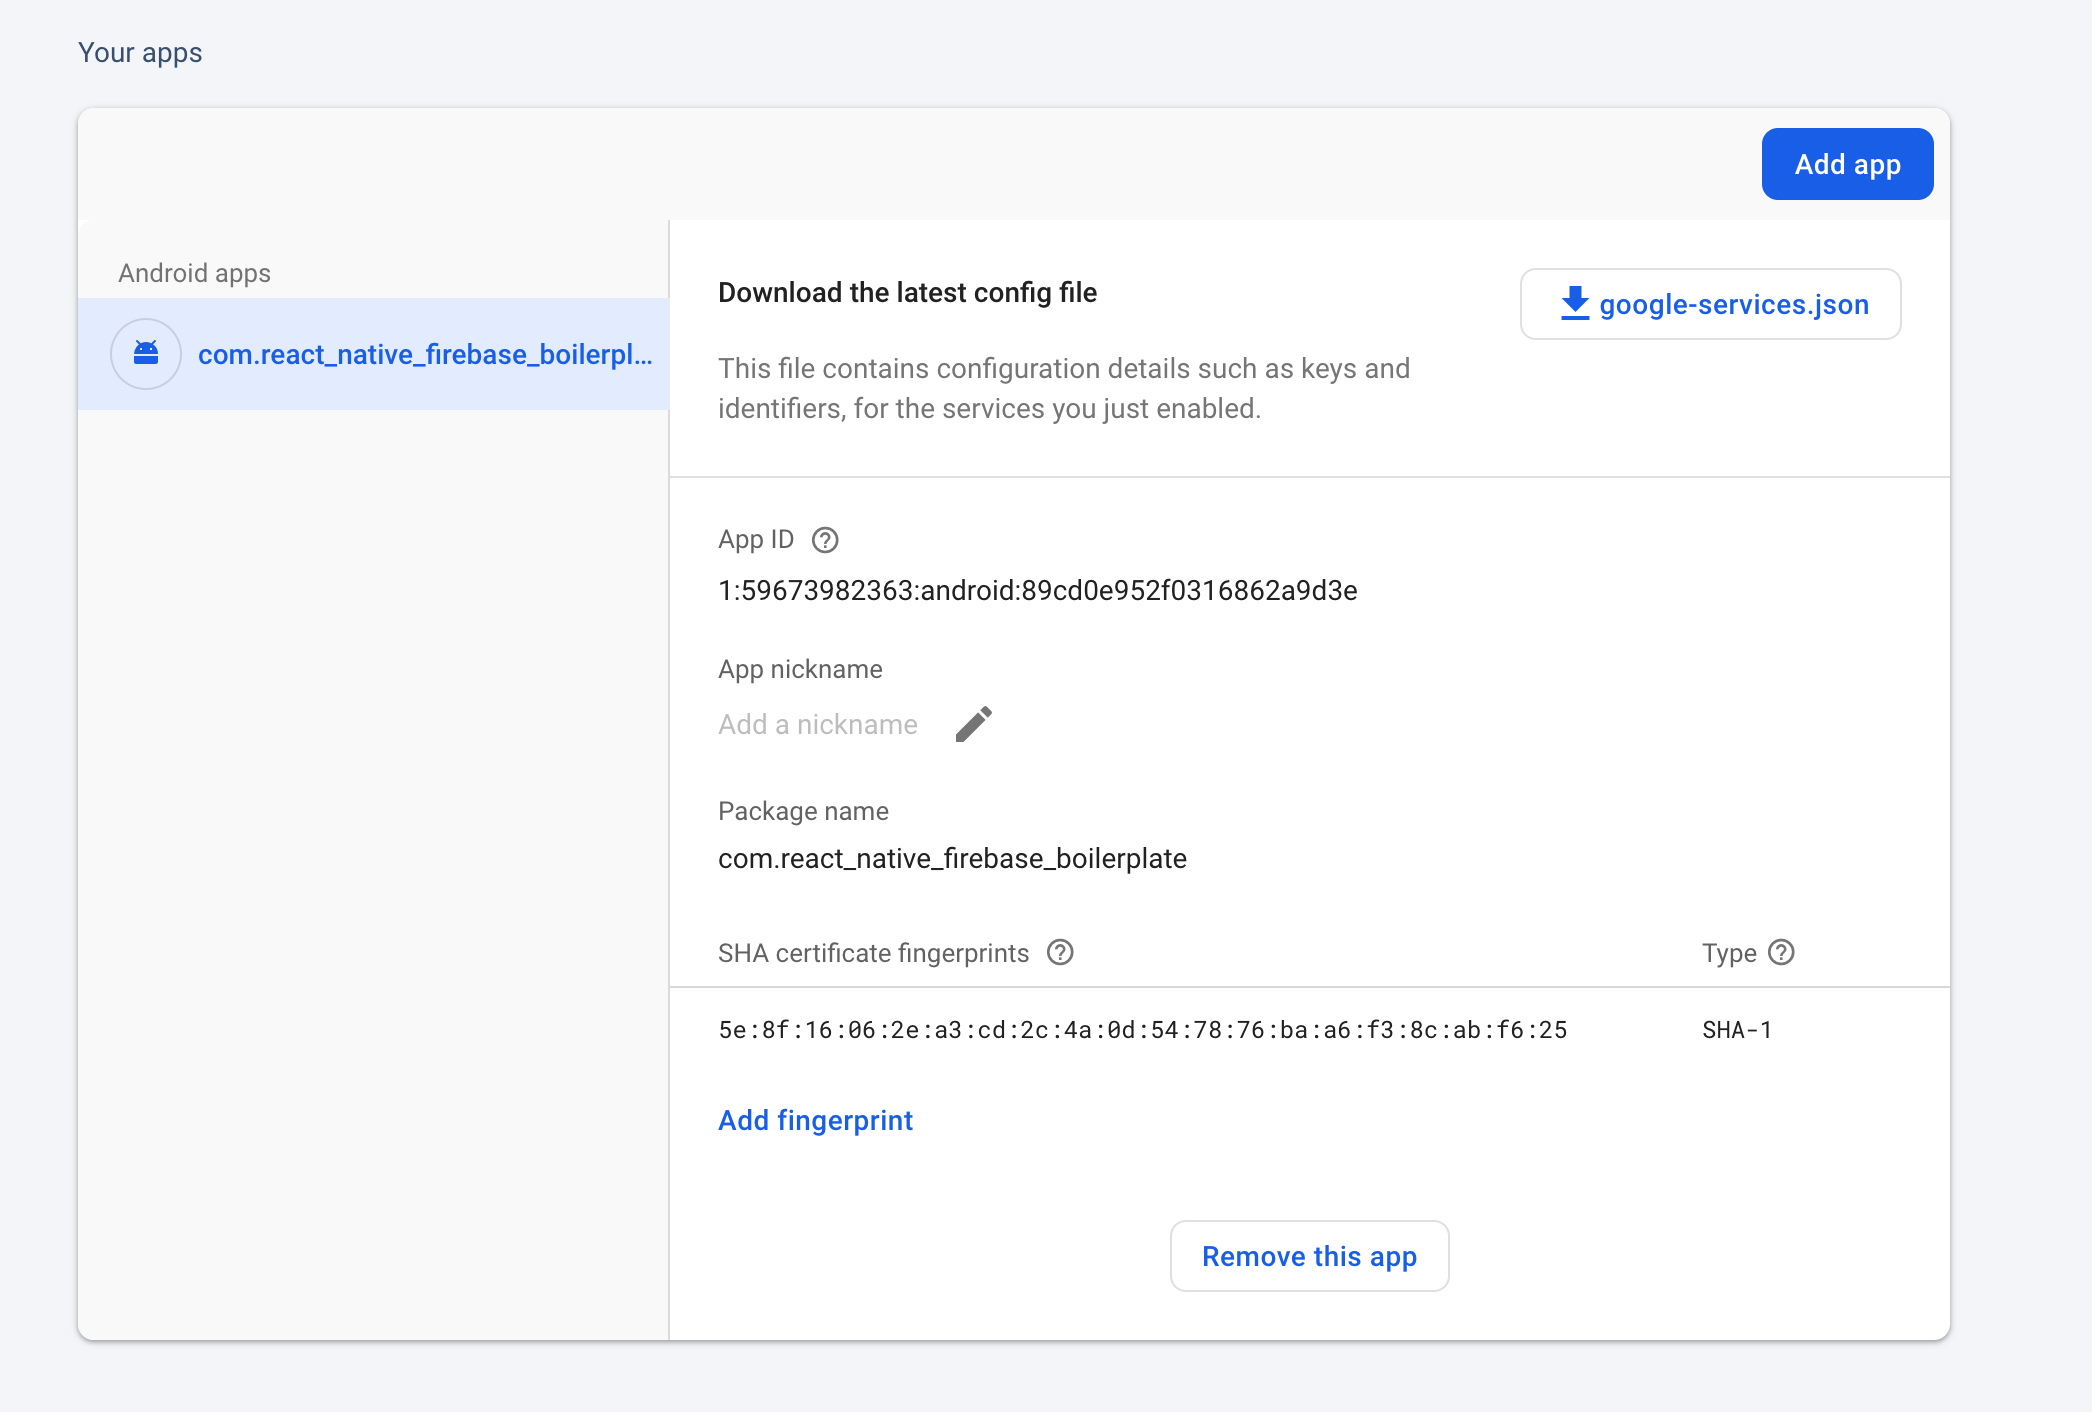 Your apps
Add app
Android apps
com.react_native_firebase_boilerpl...
Download the latest config file
google-services.json
This file contains configuration details such as keys and
identifiers, for the services you just enabled.
App ID
1:59673982363:android:89cd0e952f0316862a9d3e
App nickname
Add a nickname
Package name
com.react_native_firebase_boilerplate
SHA certificate fingerprints
Type
5e:8f:16:06:2e:a3:cd:2c:4a:0d:54:78:76:ba:a6:f3:8c:ab:f6:25
SHA-1
Add fingerprint
Remove this app